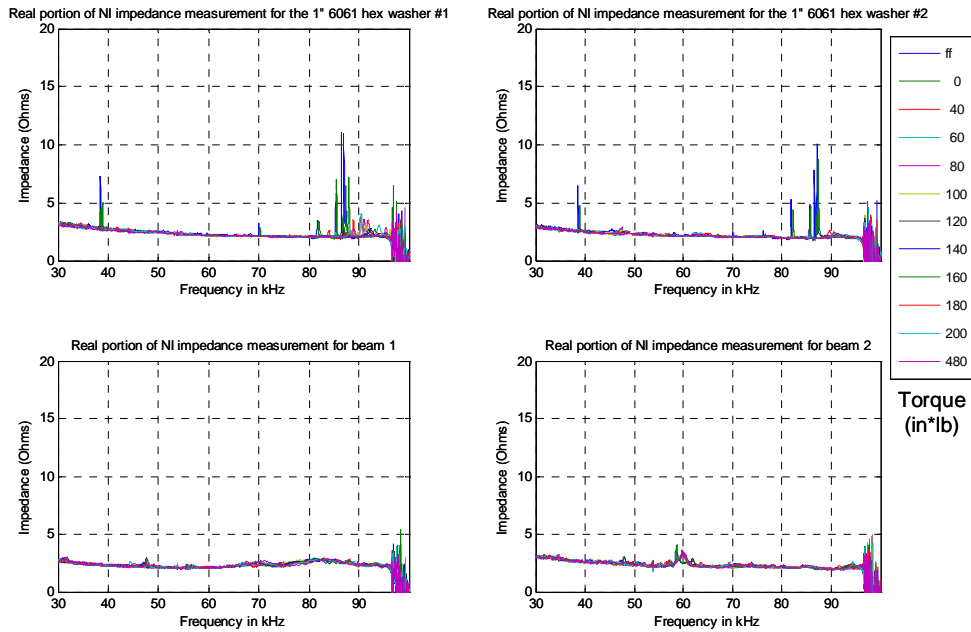 Real portion of NI impedance measurement for the 1" 6061 hex washer #1
20
15
10
5
0
Impedance (Ohms)
30 40 50 60 70 80 90
Frequency in kHz
Real portion of NI impedance measurement for the 1" 6061 hex washer #2
20
15
10
5
0
Impedance (Ohms)
30 40 50 60 70 80 90
Frequency in kHz
ff
0
40
60
80
100
120
140
160
180
200
480
Torque
(in*lb)
Real portion of NI impedance measurement for beam 1
20
15
10
5
0
Impedance (Ohms)
30 40 50 60 70 80 90
Frequency in kHz
Real portion of NI impedance measurement for beam 2
20
15
10
5
0
Impedance (Ohms)
30 40 50 60 70 80 90
Frequency in kHz